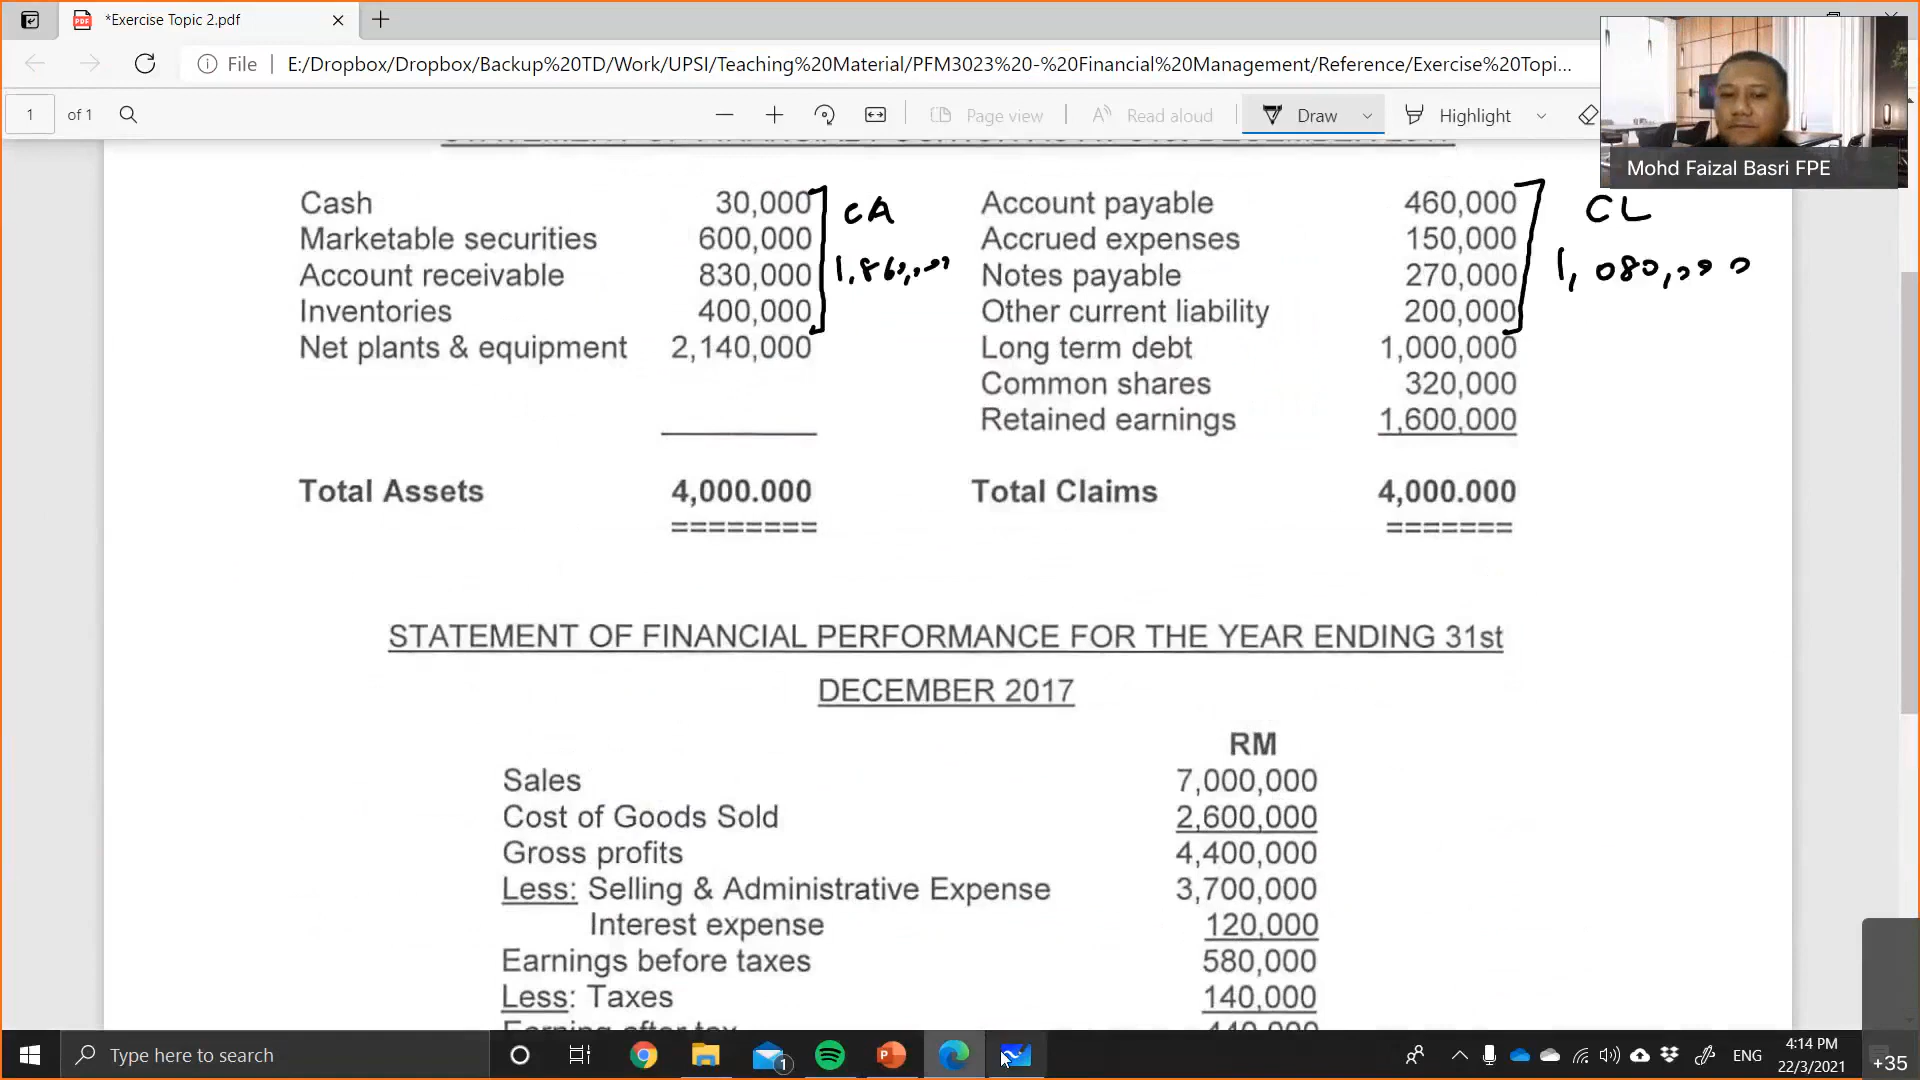 *Exercise Topic 2.pdf
File E:/Dropbox/Dropbox/Backup%20TD/Work/UPSI/Teaching%20Material/PFM3023%20-%20Financial%20Management/Reference/Exercise%20Topi...
1 of 1 Page view Read aloud Draw Highlight
Mohd Faizal Basri FPE
Cash 30,000 CA Account payable 460,000 CL
Marketable securities 600,000 Accrued expenses 150,000
Account receivable 830,000 1,860,000 Notes payable 270,000 1,080,000
Inventories 400,000 Other current liability 200,000
Net plants & equipment 2,140,000 Long term debt 1,000,000
Common shares 320,000
Retained earnings 1,600,000
Total Assets 4,000.000 Total Claims 4,000.000
======== =======
STATEMENT OF FINANCIAL PERFORMANCE FOR THE YEAR ENDING 31st
DECEMBER 2017
RM
Sales 7,000,000
Cost of Goods Sold 2,600,000
Gross profits 4,400,000
Less: Selling & Administrative Expense 3,700,000
Interest expense 120,000
Earnings before taxes 580,000
Less: Taxes 140,000
Type here to search 1 ENG 4:14 PM
22/3/2021
+35